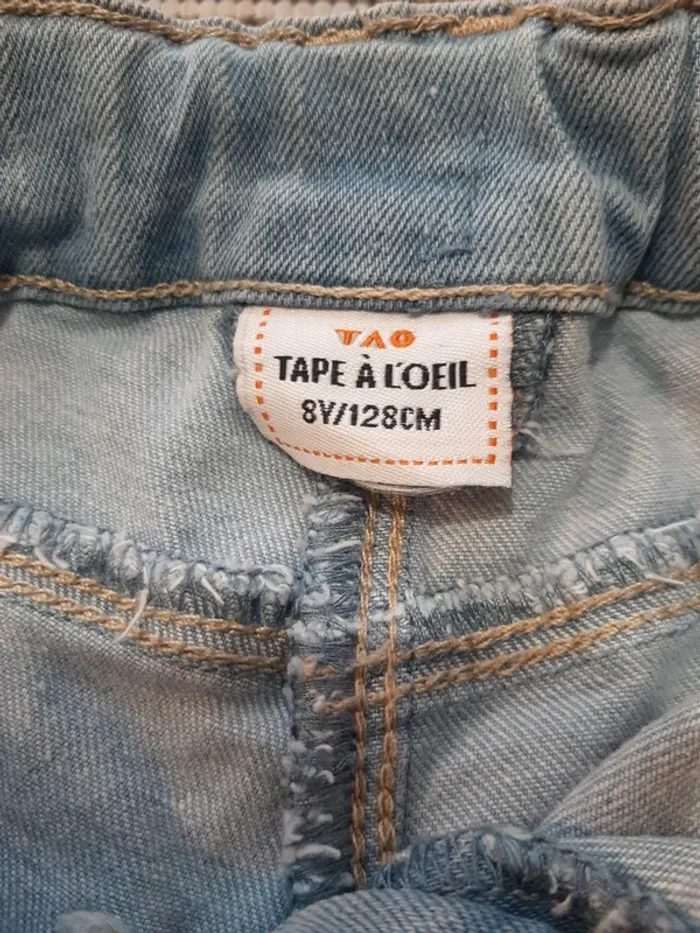 TAO
TAPE À L'OEIL
8Y/128CM